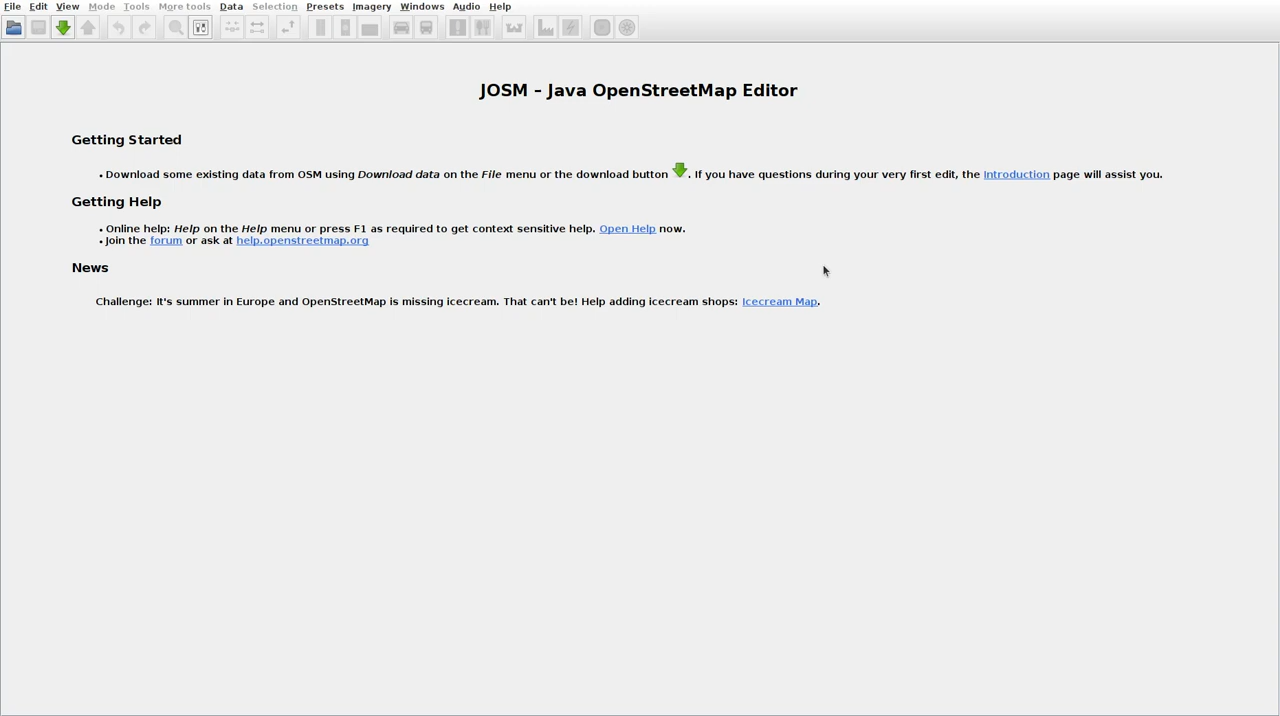 File Edit View Mode Tools More tools Data Selection Presets Imagery Windows Audio Help
JOSM – Java OpenStreetMap Editor
Getting Started
• Download some existing data from OSM using Download data on the File menu or the download button . If you have questions during your very first edit, the Introduction page will assist you.
Getting Help
• Online help: Help on the Help menu or press F1 as required to get context sensitive help. Open Help now.
• Join the forum or ask at help.openstreetmap.org
News
Challenge: It's summer in Europe and OpenStreetMap is missing icecream. That can't be! Help adding icecream shops: Icecream Map.